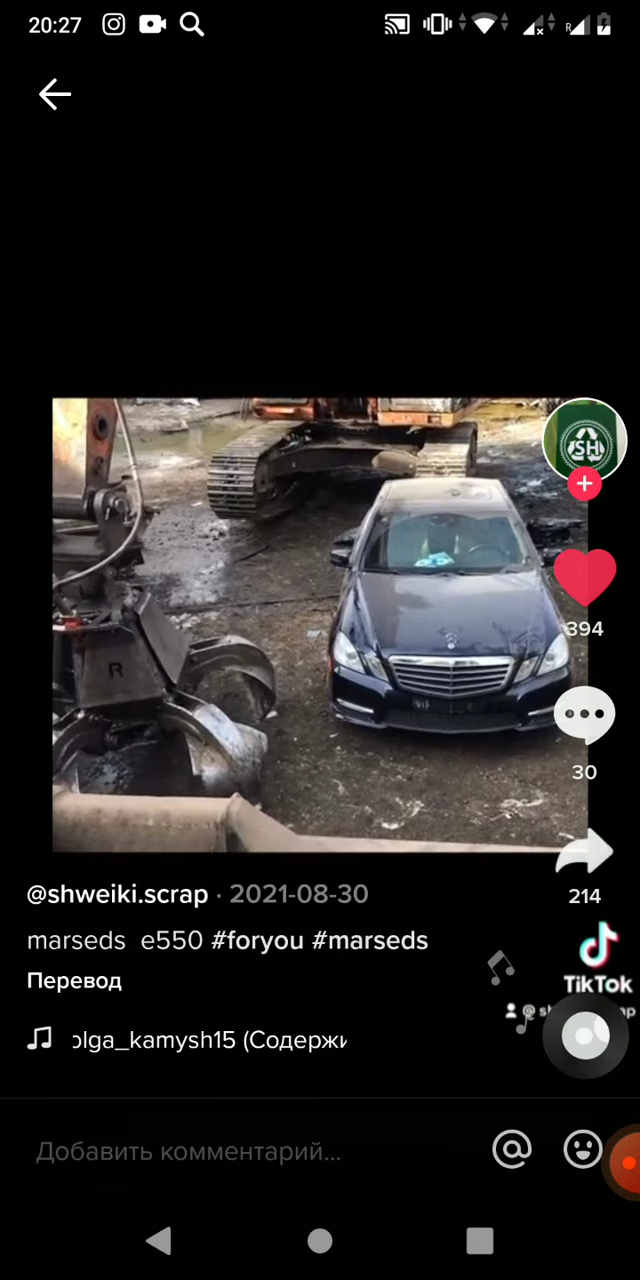 20:27
R
SH
394
30
214
R
@shweiki.scrap · 2021-08-30
marseds e550 #foryou #marseds
Перевод
TikTok
olga_kamysh15 (Содержи
Добавить комментарий...